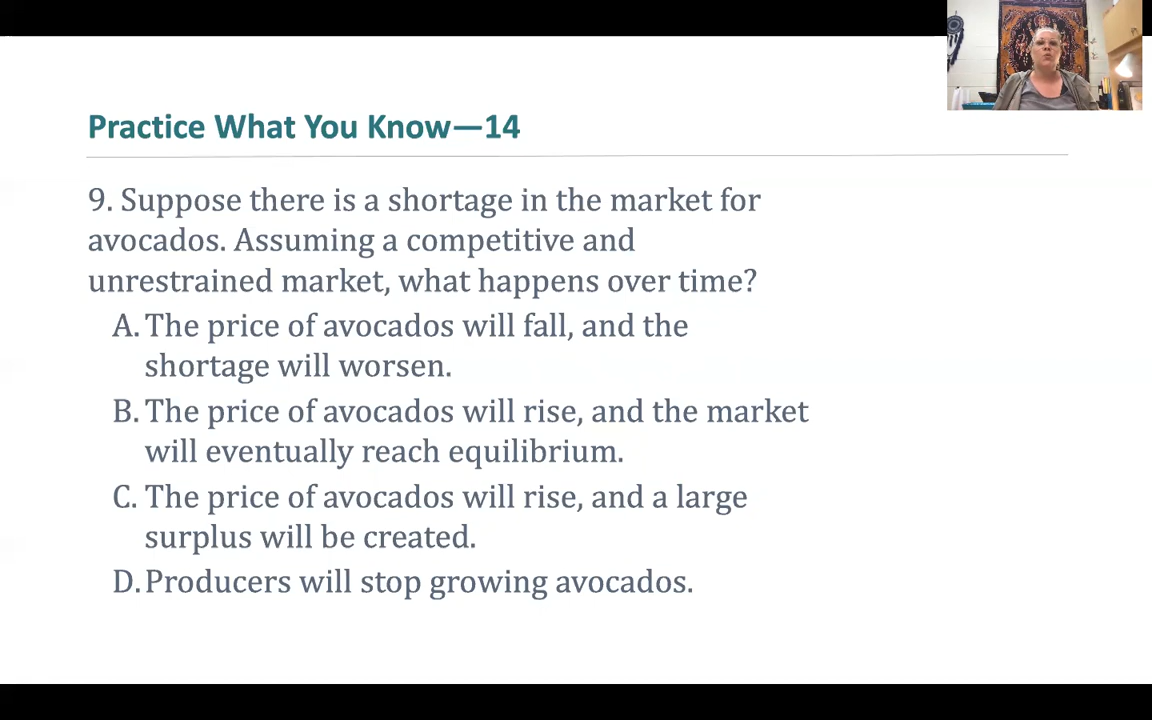 Practice What You Know—14
9. Suppose there is a shortage in the market for
avocados. Assuming a competitive and
unrestrained market, what happens over time?
A. The price of avocados will fall, and the
shortage will worsen.
B. The price of avocados will rise, and the market
will eventually reach equilibrium.
C. The price of avocados will rise, and a large
surplus will be created.
D. Producers will stop growing avocados.